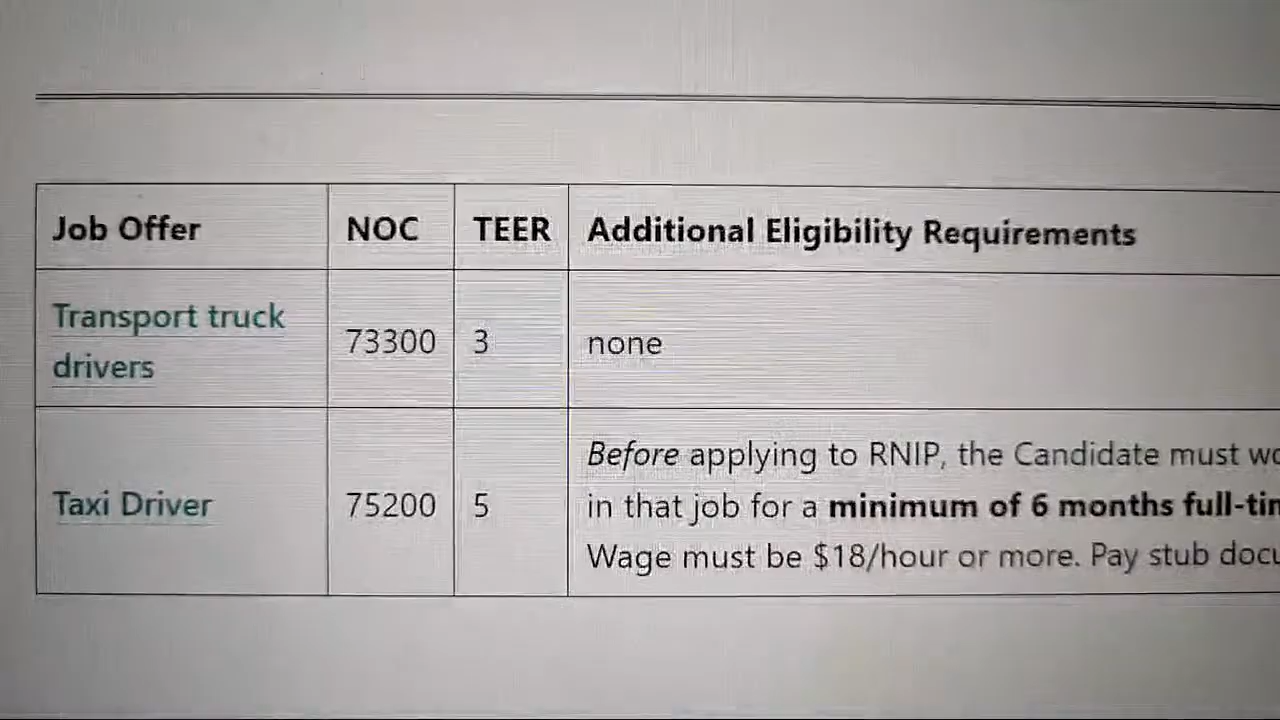 Job Offer NOC TEER Additional Eligibility Requirements
Transport truck
drivers
73300 3 none
Taxi Driver 75200 5
Before applying to RNIP, the Candidate must
in that job for a minimum of 6 months
Wage must be $18/hour or more. Pay stub